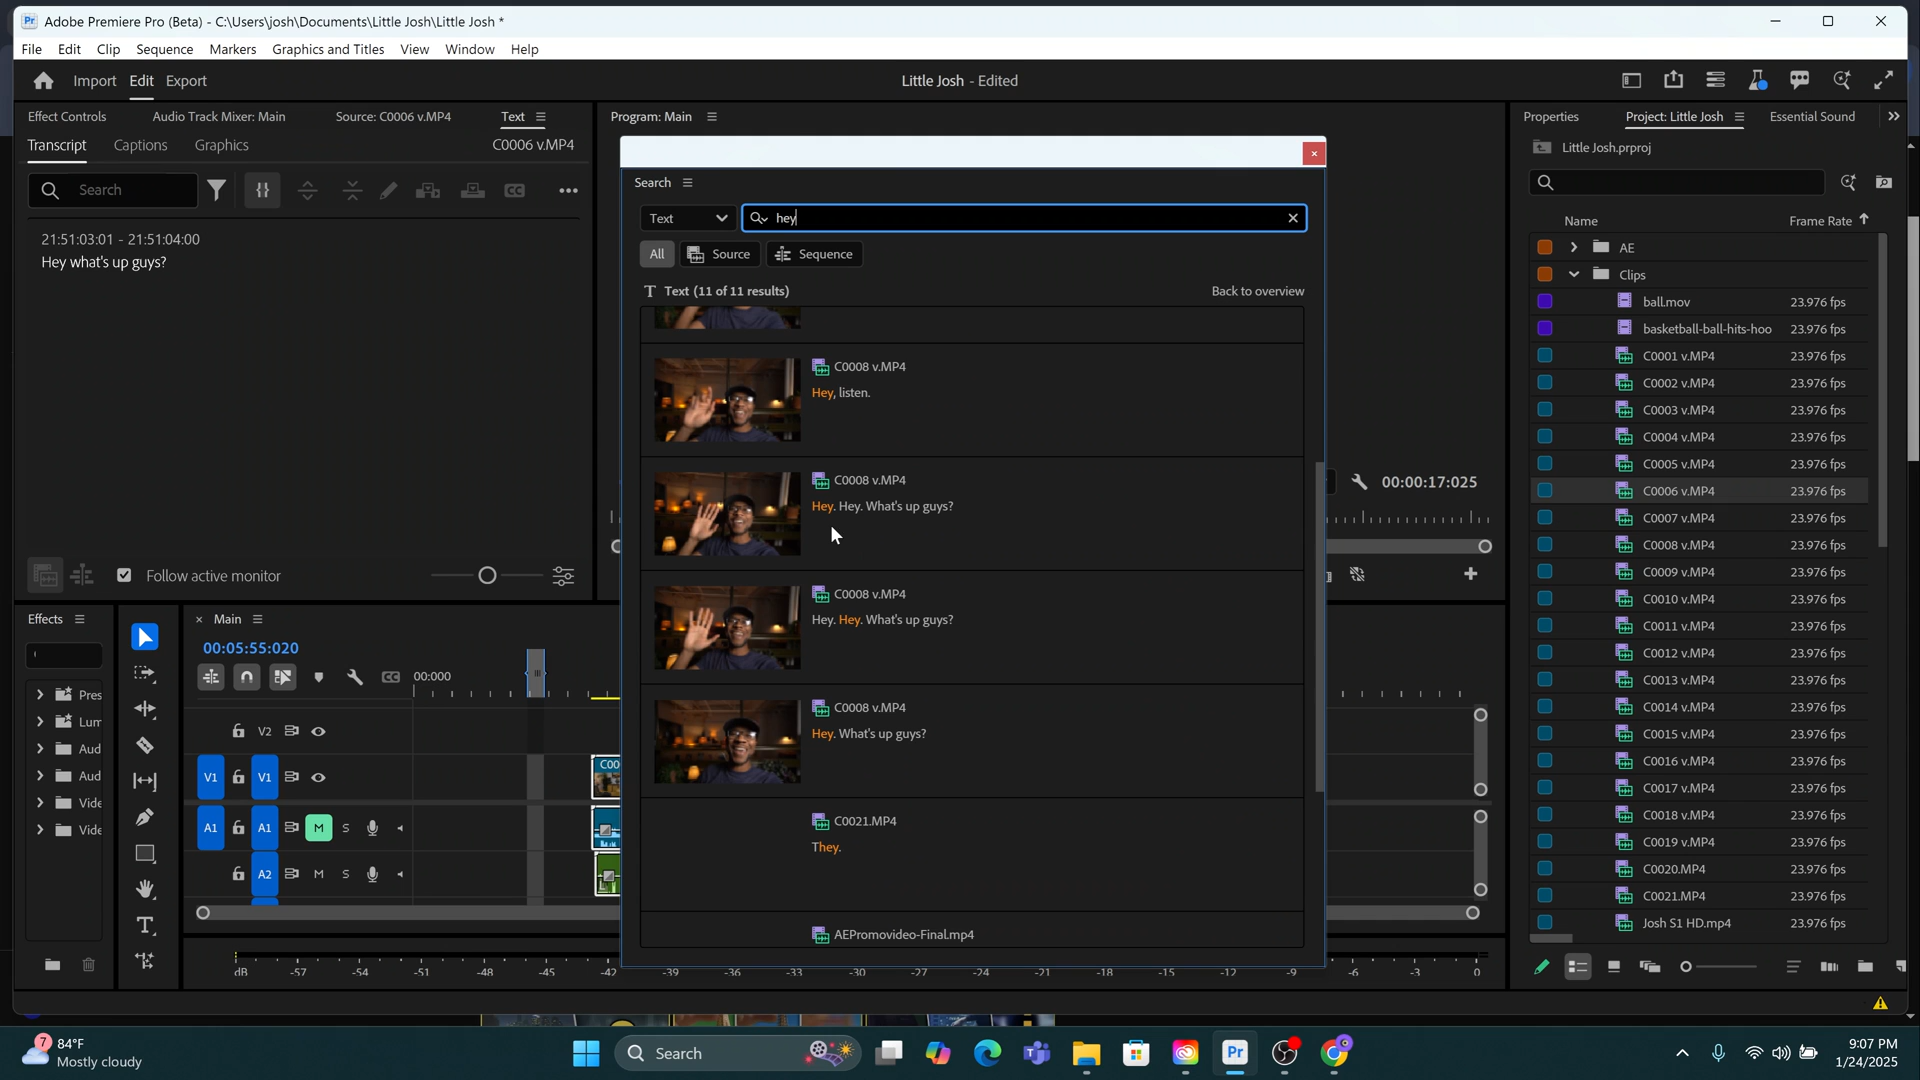 Adobe Premiere Pro (Beta) - C:\Users\josh\Documents\Little Josh\Little Josh *
File Edit Clip Sequence Markers Graphics and Titles View Window Help
Import Edit Export
Little Josh - Edited
Effect Controls Audio Track Mixer: Main Source: C0006 v.MP4 Text
Program: Main
Properties Project: Little Josh Essential Sound
Transcript Captions Graphics C0006 v.MP4
Search
21:51:03:01 - 21:51:04:00
Hey what's up guys?
Follow active monitor
Search
Text hey
All Source Sequence
Text (11 of 11 results) Back to overview
C0008 v.MP4
Hey, listen.
C0008 v.MP4
Hey. Hey. What's up guys?
C0008 v.MP4
Hey. Hey. What's up guys?
C0008 v.MP4
Hey. What's up guys?
C0021.MP4
They.
AEPromovideo-Final.mp4
00:00:17:025
Little Josh.prproj
Name Frame Rate
AE
Clips
ball.mov 23.976 fps
basketball-ball-hits-hoo 23.976 fps
C0001 v.MP4 23.976 fps
C0002 v.MP4 23.976 fps
C0003 v.MP4 23.976 fps
C0004 v.MP4 23.976 fps
C0005 v.MP4 23.976 fps
C0006 v.MP4 23.976 fps
C0007 v.MP4 23.976 fps
C0008 v.MP4 23.976 fps
C0009 v.MP4 23.976 fps
C0010 v.MP4 23.976 fps
C0011 v.MP4 23.976 fps
C0012 v.MP4 23.976 fps
C0013 v.MP4 23.976 fps
C0014 v.MP4 23.976 fps
C0015 v.MP4 23.976 fps
C0016 v.MP4 23.976 fps
C0017 v.MP4 23.976 fps
C0018 v.MP4 23.976 fps
C0019 v.MP4 23.976 fps
C0020.MP4 23.976 fps
C0021.MP4 23.976 fps
Josh S1 HD.mp4 23.976 fps
Effects
Pres
Lum
Aud
Aud
Vide
Vide
Main
00:05:55:020
00:000
V2
V1 V1
C00
A1 A1 M S
A2 M S
dB -57 -54 -51 -48 -45 -42 -39 -36 -33 -30 -27 -24 -21 -18 -15 -12 -9 -6 -3 0
7 84°F
Mostly cloudy
Search
9:07 PM
1/24/2025